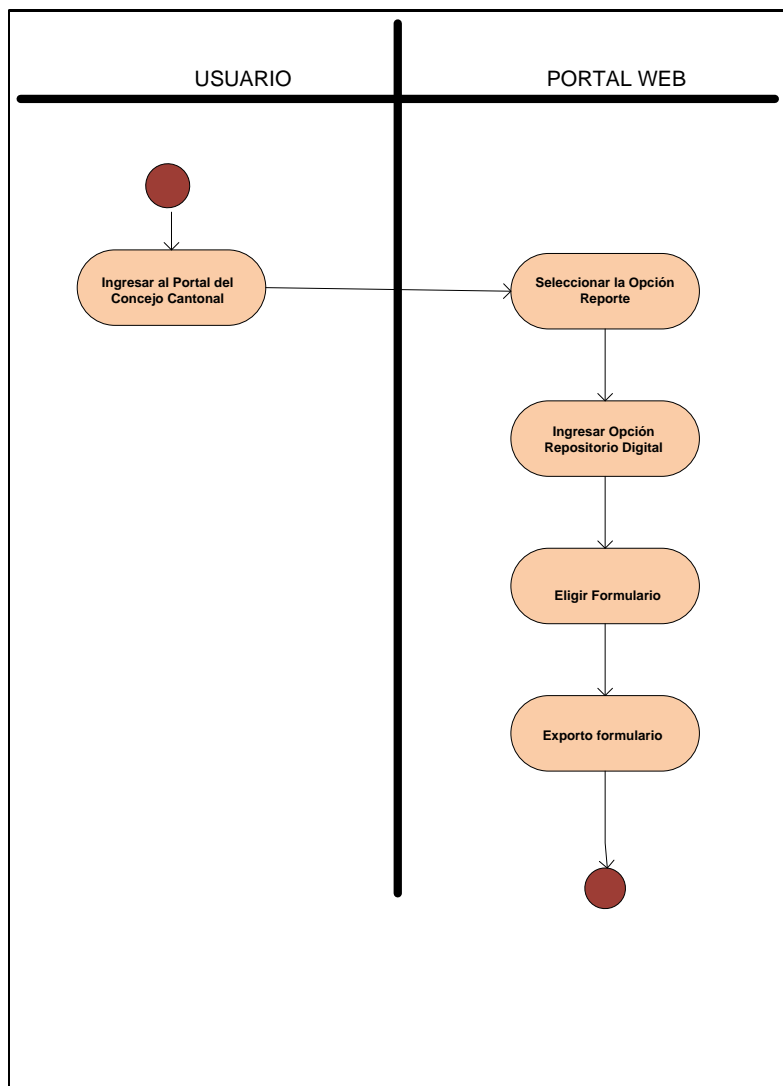 USUARIO
PORTAL WEB
Ingresar al Portal del
Concejo Cantonal
Seleccionar la Opción
Reporte
Ingresar Opción
Repositorio Digital
Eligir Formulario
Exporto formulario